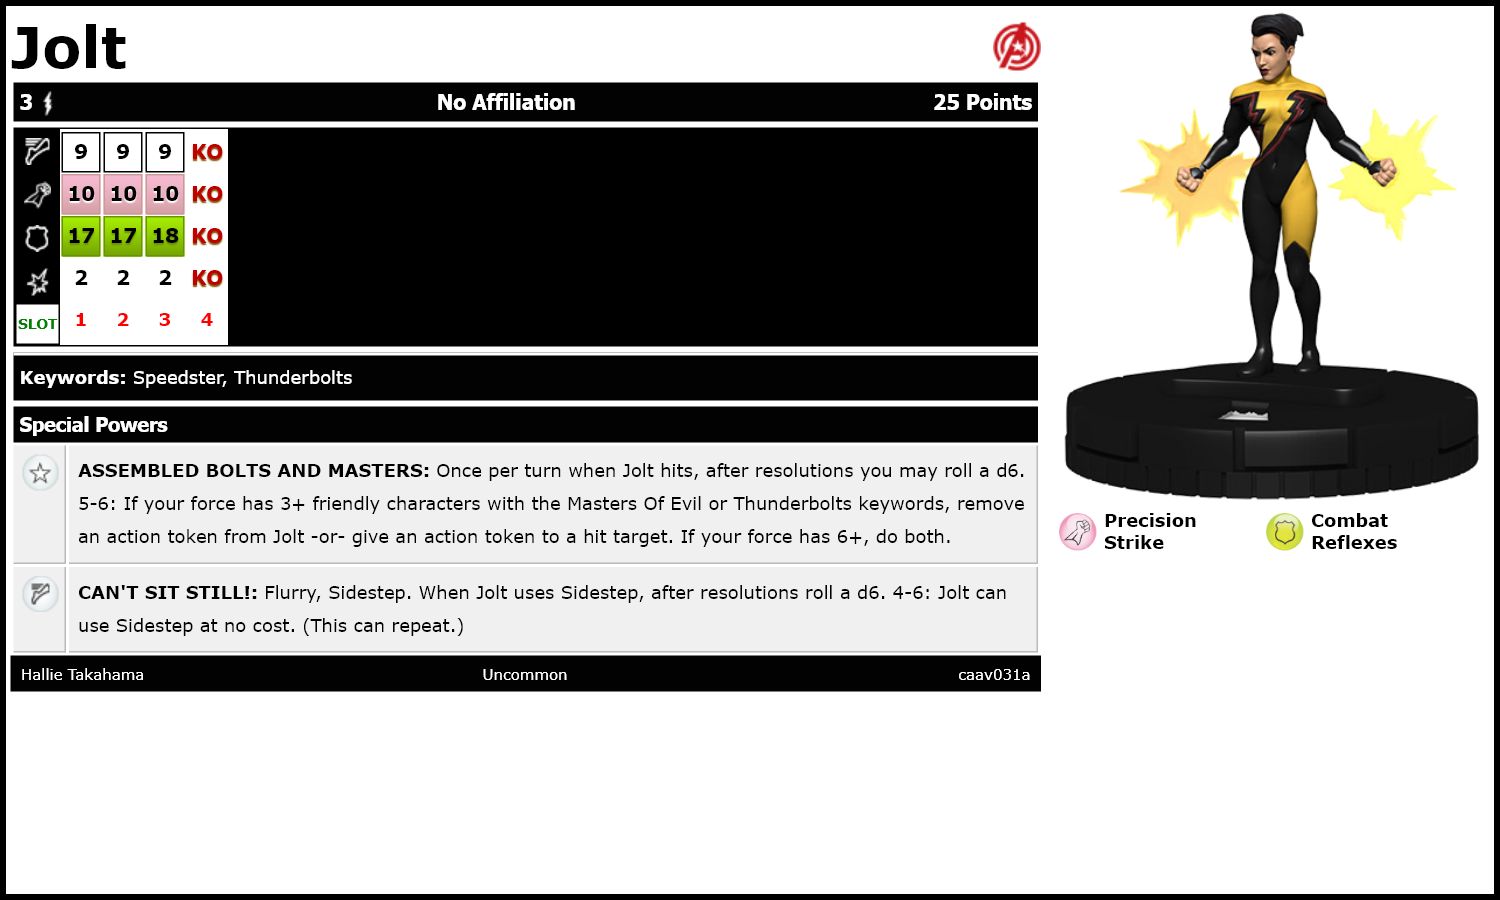 Jolt
3 No Affiliation 25 Points
9 9 9 KO
10 10 10 KO
17 17 18 KO
2 2 2 KO
SLOT 1 2 3 4
Keywords: Speedster, Thunderbolts
Special Powers
ASSEMBLED BOLTS AND MASTERS: Once per turn when Jolt hits, after resolutions you may roll a d6.
5-6: If your force has 3+ friendly characters with the Masters Of Evil or Thunderbolts keywords, remove
an action token from Jolt -or- give an action token to a hit target. If your force has 6+, do both.
CAN'T SIT STILL!: Flurry, Sidestep. When Jolt uses Sidestep, after resolutions roll a d6. 4-6: Jolt can
use Sidestep at no cost. (This can repeat.)
Hallie Takahama Uncommon caav031a
Precision
Strike
Combat
Reflexes